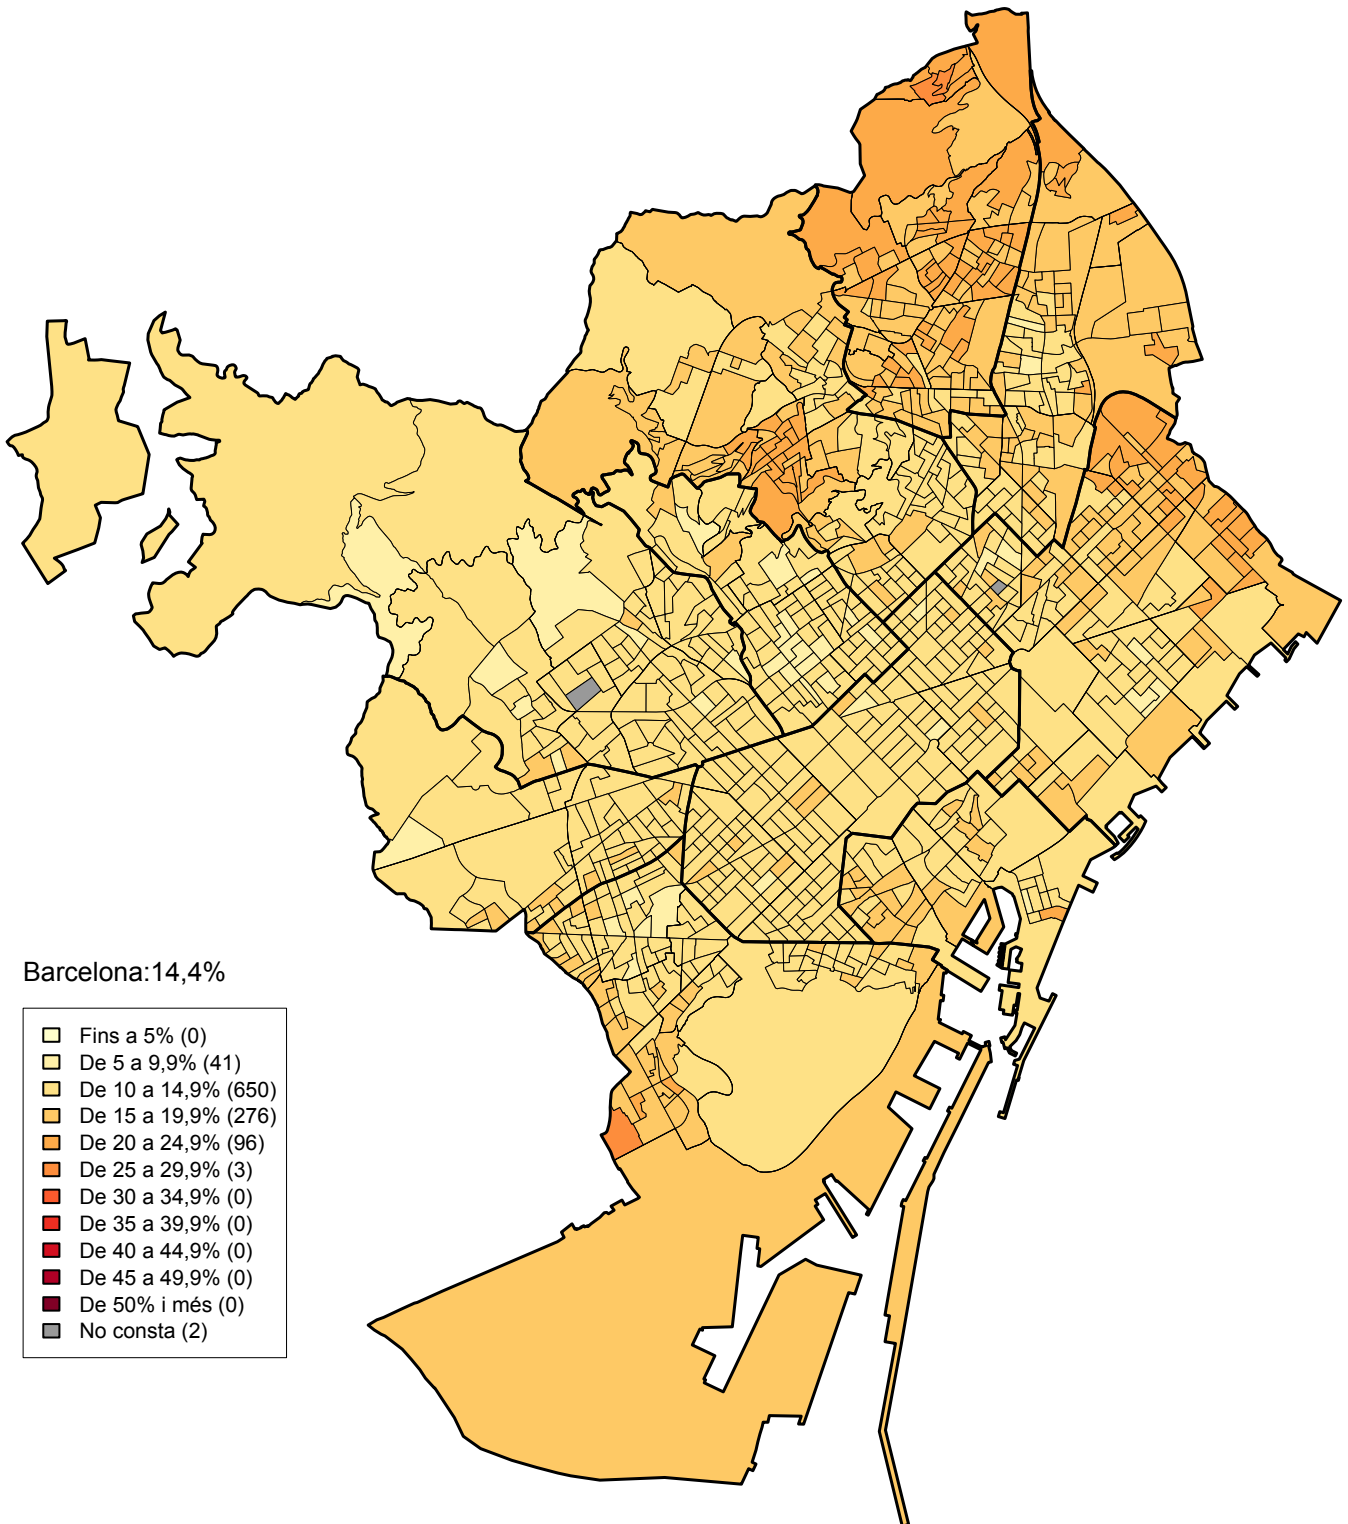 Barcelona:14,4%
Fins a 5% (0)
De 5 a 9,9% (41)
De 10 a 14,9% (650)
De 15 a 19,9% (276)
De 20 a 24,9% (96)
De 25 a 29,9% (3)
De 30 a 34,9% (0)
De 35 a 39,9% (0)
De 40 a 44,9% (0)
De 45 a 49,9% (0)
De 50% i més (0)
No consta (2)